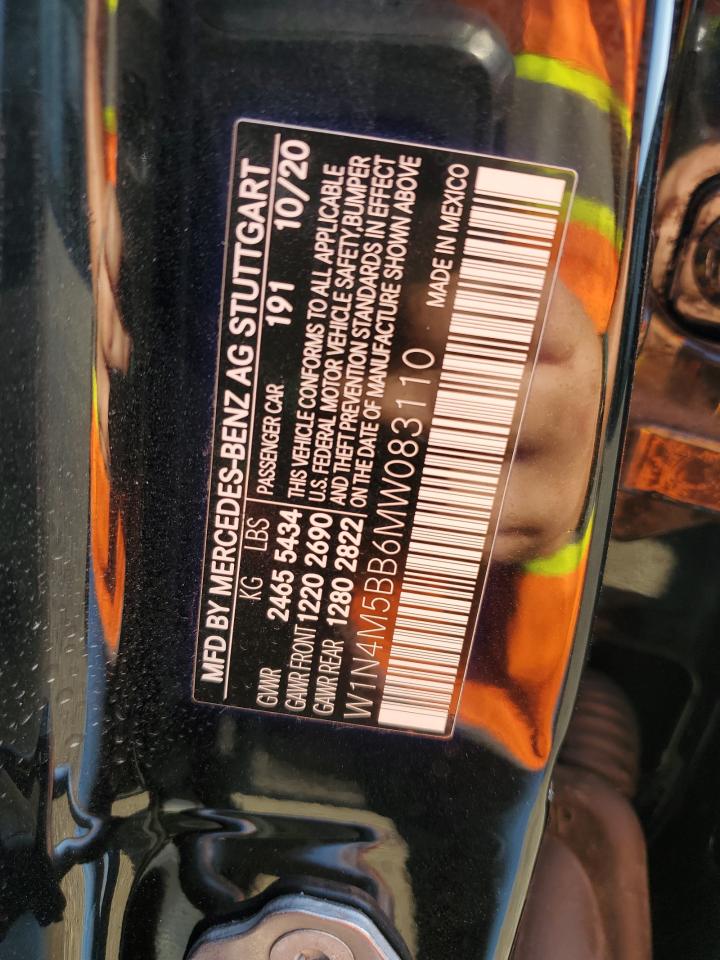 MFD BY MERCEDES-BENZ AG STUTTGART
KG LBS PASSENGER CAR 191 10/20
GVWR 2465 5434 THIS VEHICLE CONFORMS TO ALL APPLICABLE
GAWR FRONT 1220 2690 U.S. FEDERAL MOTOR VEHICLE SAFETY,BUMPER
GAWR REAR 1280 2822 AND THEFT PREVENTION STANDARDS IN EFFECT
ON THE DATE OF MANUFACTURE SHOWN ABOVE
W1N4M5BB6MW083110 MADE IN MEXICO